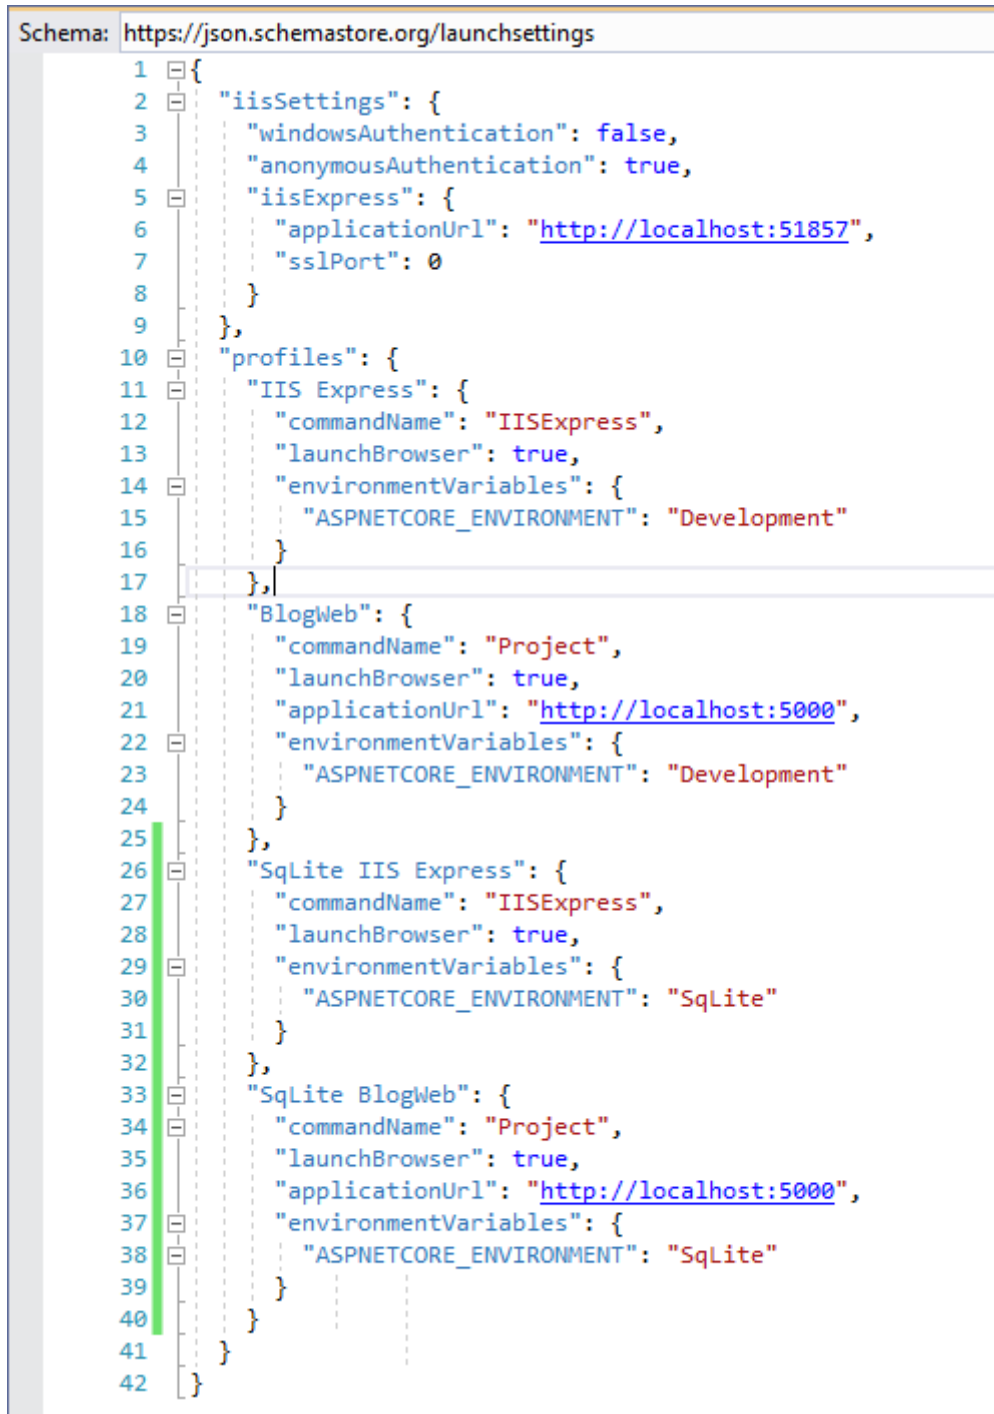 Schema: https://json.schemastore.org/launchsettings
1 {
2 "iisSettings": {
3 "windowsAuthentication": false,
4 "anonymousAuthentication": true,
5 "iisExpress": {
6 "applicationUrl": "http://localhost:51857",
7 "sslPort": 0
8 }
9 },
10 "profiles": {
11 "IIS Express": {
12 "commandName": "IISExpress",
13 "launchBrowser": true,
14 "environmentVariables": {
15 "ASPNETCORE_ENVIRONMENT": "Development"
16 }
17 },
18 "BlogWeb": {
19 "commandName": "Project",
20 "launchBrowser": true,
21 "applicationUrl": "http://localhost:5000",
22 "environmentVariables": {
23 "ASPNETCORE_ENVIRONMENT": "Development"
24 }
25 },
26 "SqLite IIS Express": {
27 "commandName": "IISExpress",
28 "launchBrowser": true,
29 "environmentVariables": {
30 "ASPNETCORE_ENVIRONMENT": "SqLite"
31 }
32 },
33 "SqLite BlogWeb": {
34 "commandName": "Project",
35 "launchBrowser": true,
36 "applicationUrl": "http://localhost:5000",
37 "environmentVariables": {
38 "ASPNETCORE_ENVIRONMENT": "SqLite"
39 }
40 }
41 }
42 }